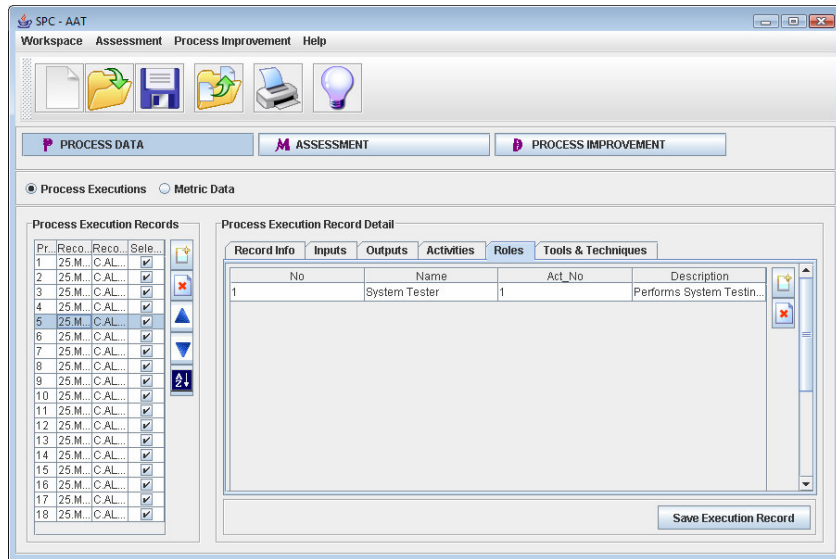 SPC - AAT
Workspace Assessment Process Improvement Help
P PROCESS DATA M ASSESSMENT D PROCESS IMPROVEMENT
Process Executions Metric Data
Process Execution Records
Pr... Reco... Reco... Sele...
1 25.M... C.AL...
2 25.M... C.AL...
3 25.M... C.AL...
4 25.M... C.AL...
5 25.M... C.AL...
6 25.M... C.AL...
7 25.M... C.AL...
8 25.M... C.AL...
9 25.M... C.AL...
10 25.M... C.AL...
11 25.M... C.AL...
12 25.M... C.AL...
13 25.M... C.AL...
14 25.M... C.AL...
15 25.M... C.AL...
16 25.M... C.AL...
17 25.M... C.AL...
18 25.M... C.AL...
A Z
Process Execution Record Detail
Record Info Inputs Outputs Activities Roles Tools & Techniques
No Name Act_No Description
1 System Tester 1 Performs System Testin...
Save Execution Record